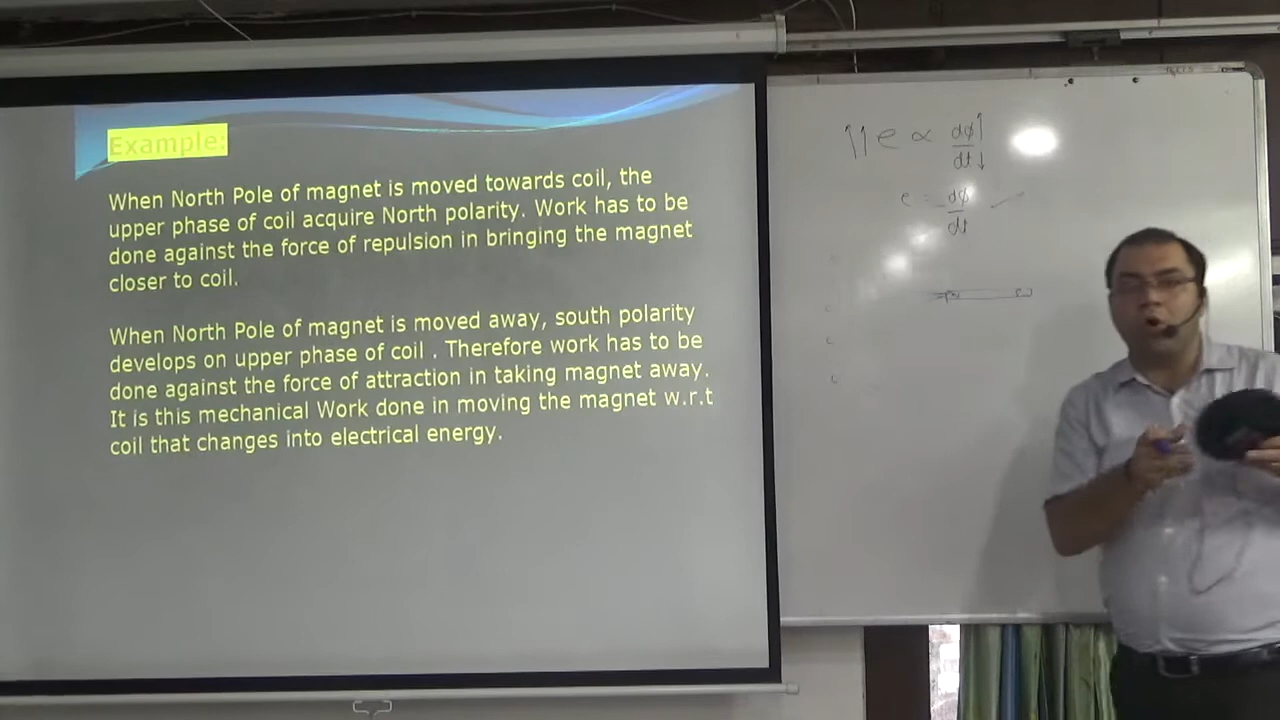 Example:
When North Pole of magnet is moved towards coil, the
upper phase of coil acquire North polarity. Work has to be
done against the force of repulsion in bringing the magnet
closer to coil.
When North Pole of magnet is moved away, south polarity
develops on upper phase of coil . Therefore work has to be
done against the force of attraction in taking magnet away.
It is this mechanical Work done in moving the magnet w.r.t
coil that changes into electrical energy.
↑↑ e ∝ dφ↑
dt↓
e = -dφ
dt